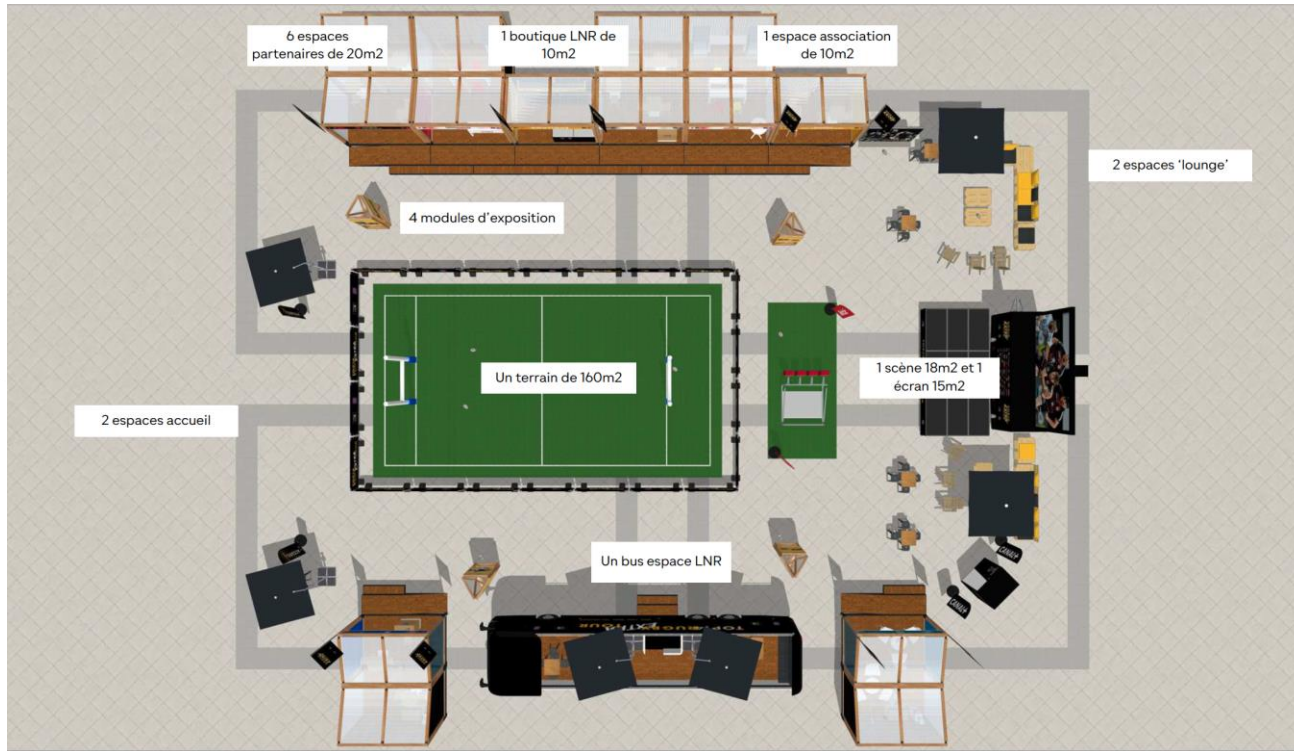 6 espaces
partenaires de 20m2
1 boutique LNR de
10m2
1 espace association
de 10m2
2 espaces ‘lounge’
4 modules d’exposition
Un terrain de 160m2
1 scène 18m2 et 1
écran 15m2
2 espaces accueil
Un bus espace LNR
CANAL+
CANAL+